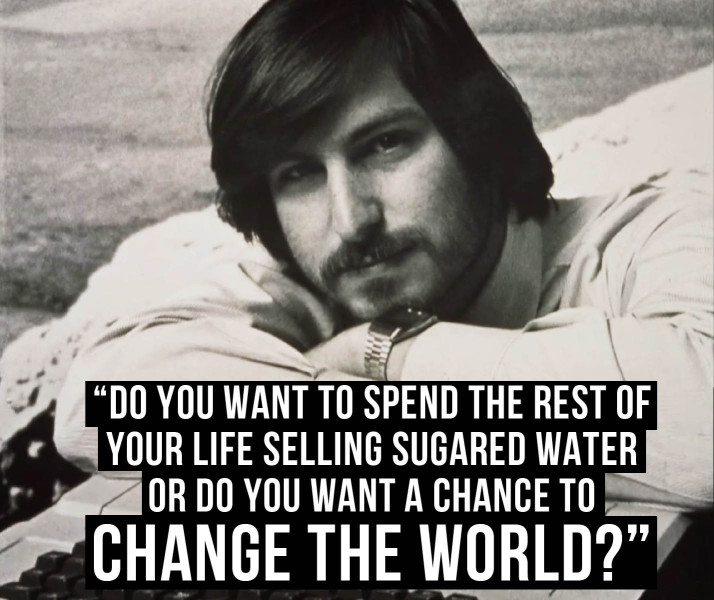 “DO YOU WANT TO SPEND THE REST OF
YOUR LIFE SELLING SUGARED WATER
OR DO YOU WANT A CHANCE TO
CHANGE THE WORLD?”